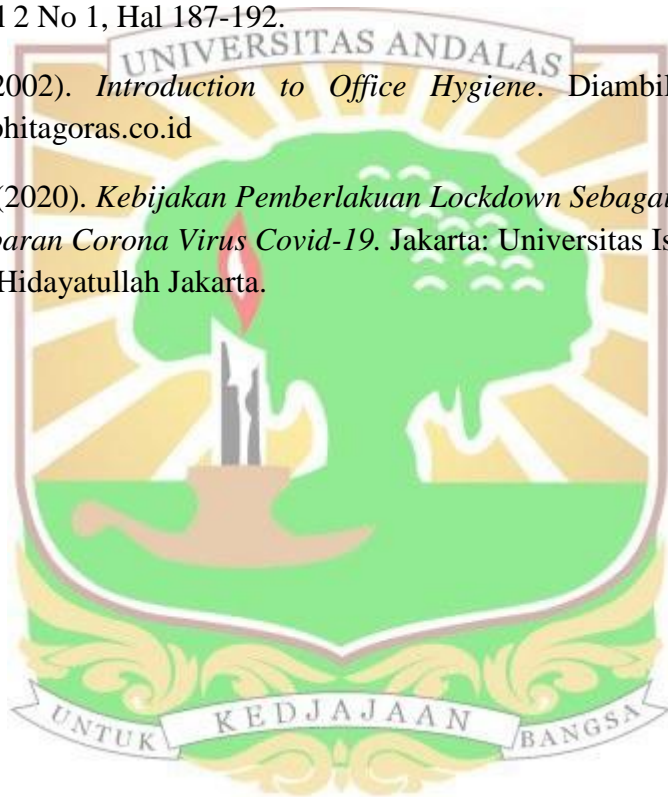 l 2 No 1, Hal 187-192.
UNIVERSITAS ANDALAS
2002). Introduction to Office Hygiene. Diambil
phitagoras.co.id
(2020). Kebijakan Pemberlakuan Lockdown Sebagai
baran Corona Virus Covid-19. Jakarta: Universitas Is
Hidayatullah Jakarta.
UNTUK KEDJAJAAN BANGSA